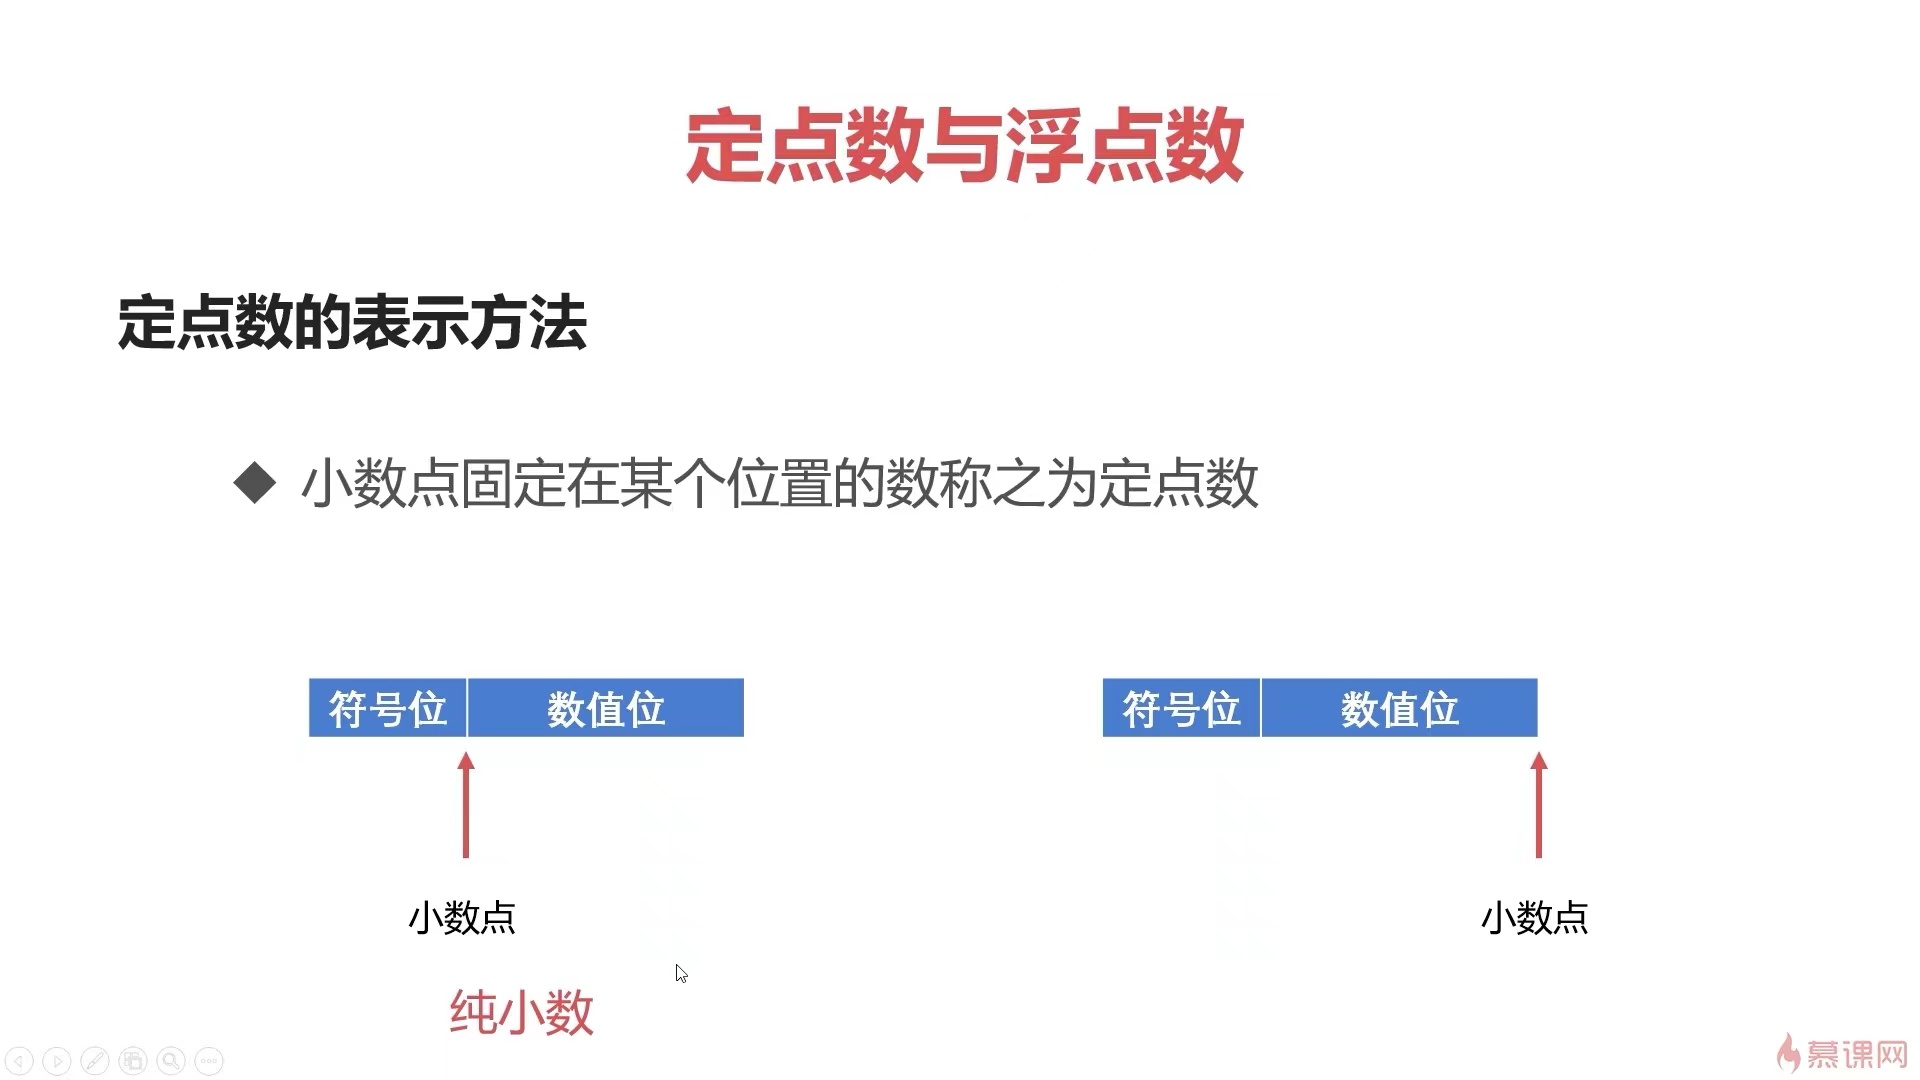 定点数与浮点数
定点数的表示方法
小数点固定在某个位置的数称之为定点数
符号位 数值位
符号位 数值位
小数点
小数点
纯小数
慕课网